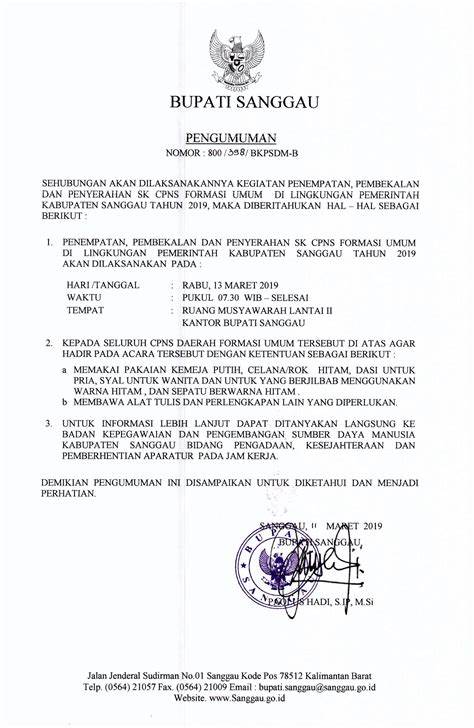 BUPATI SANGGAU
PENGUMUMAN
NOMOR : 800 / 398 / BKPSDM-B
SEHUBUNGAN AKAN DILAKSANAKANNYA KEGIATAN PENEMPATAN, PEMBEKALAN
DAN PENYERAHAN SK CPNS FORMASI UMUM DI LINGKUNGAN PEMERINTAH
KABUPATEN SANGGAU TAHUN 2019, MAKA DIBERITAHUKAN HAL – HAL SEBAGAI
BERIKUT :
1. PENEMPATAN, PEMBEKALAN DAN PENYERAHAN SK CPNS FORMASI UMUM
DI LINGKUNGAN PEMERINTAH KABUPATEN SANGGAU TAHUN 2019
AKAN DILAKSANAKAN PADA :
HARI /TANGGAL : RABU, 13 MARET 2019
WAKTU : PUKUL 07.30 WIB – SELESAI
TEMPAT : RUANG MUSYAWARAH LANTAI II
KANTOR BUPATI SANGGAU
2. KEPADA SELURUH CPNS DAERAH FORMASI UMUM TERSEBUT DI ATAS AGAR
HADIR PADA ACARA TERSEBUT DENGAN KETENTUAN SEBAGAI BERIKUT :
a MEMAKAI PAKAIAN KEMEJA PUTIH, CELANA/ROK HITAM, DASI UNTUK
PRIA, SYAL UNTUK WANITA DAN UNTUK YANG BERJILBAB MENGGUNAKAN
WARNA HITAM , DAN SEPATU BERWARNA HITAM .
b MEMBAWA ALAT TULIS DAN PERLENGKAPAN LAIN YANG DIPERLUKAN.
3. UNTUK INFORMASI LEBIH LANJUT DAPAT DITANYAKAN LANGSUNG KE
BADAN KEPEGAWAIAN DAN PENGEMBANGAN SUMBER DAYA MANUSIA
KABUPATEN SANGGAU BIDANG PENGADAAN, KESEJAHTERAAN DAN
PEMBERHENTIAN APARATUR PADA JAM KERJA.
DEMIKIAN PENGUMUMAN INI DISAMPAIKAN UNTUK DIKETAHUI DAN MENJADI
PERHATIAN.
SANGGAU, 11 MARET 2019
BUPATI SANGGAU,
BUPATI
SANGGAU
HADI, S.IP, M.Si
Jalan Jenderal Sudirman No.01 Sanggau Kode Pos 78512 Kalimantan Barat
Telp. (0564) 21057 Fax. (0564) 21009 Email : bupati.sanggau@sanggau.go.id
Website. www.Sanggau.go.id